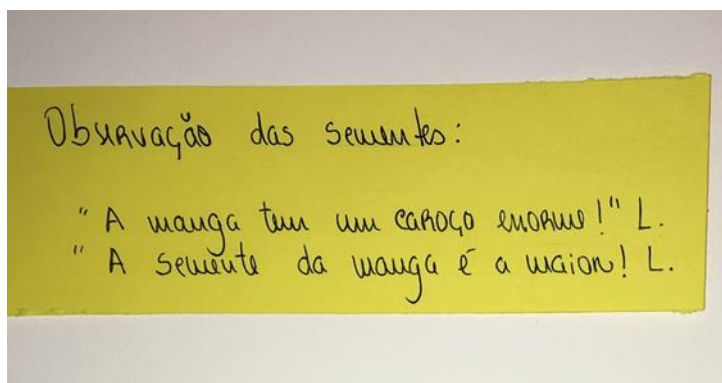 Observação das sementes:
"A manga tem um caroço enorme!" L.
"A semente da manga é a maior! L.